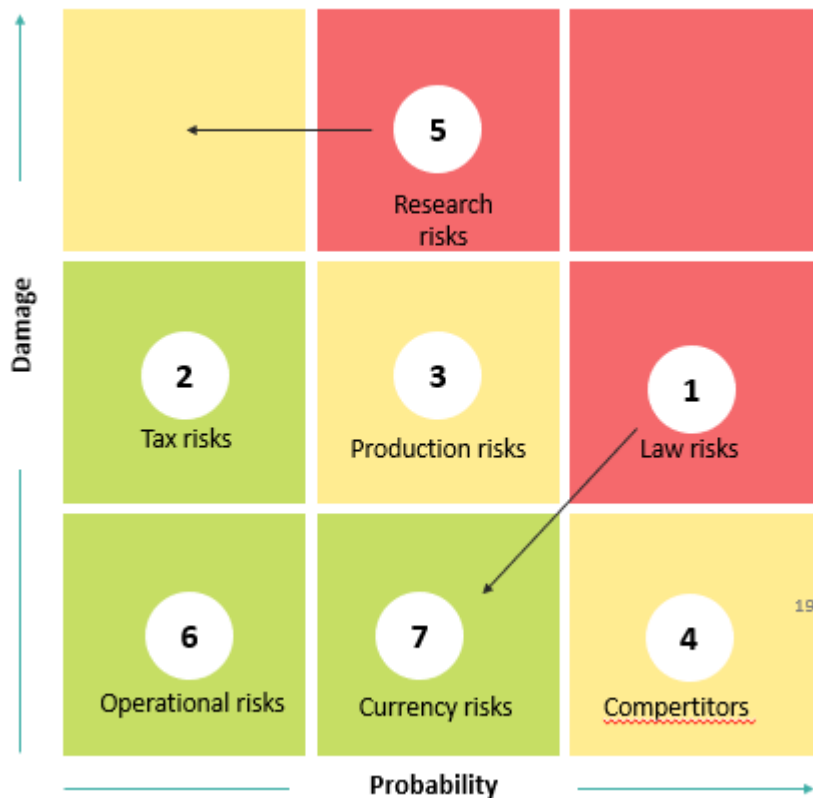 5
Research
risks
Damage
2
Tax risks
3
Production risks
1
Law risks
6
Operational risks
7
Currency risks
4
Compertitors
19
Probability